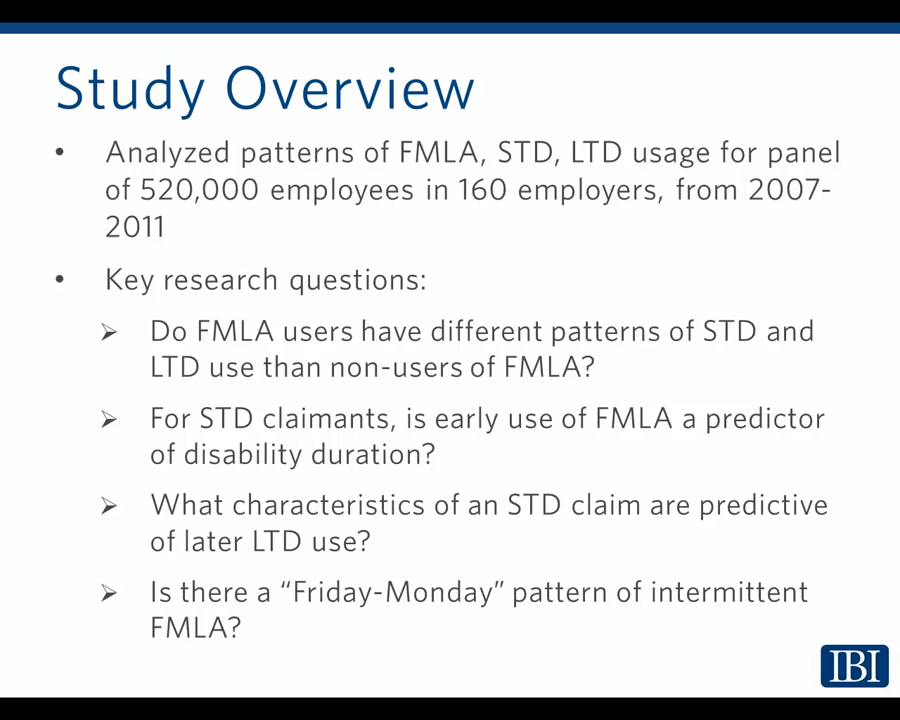 Study Overview
• Analyzed patterns of FMLA, STD, LTD usage for panel
of 520,000 employees in 160 employers, from 2007-
2011
• Key research questions:
➢ Do FMLA users have different patterns of STD and
LTD use than non-users of FMLA?
➢ For STD claimants, is early use of FMLA a predictor
of disability duration?
➢ What characteristics of an STD claim are predictive
of later LTD use?
➢ Is there a “Friday-Monday” pattern of intermittent
FMLA?
IBI